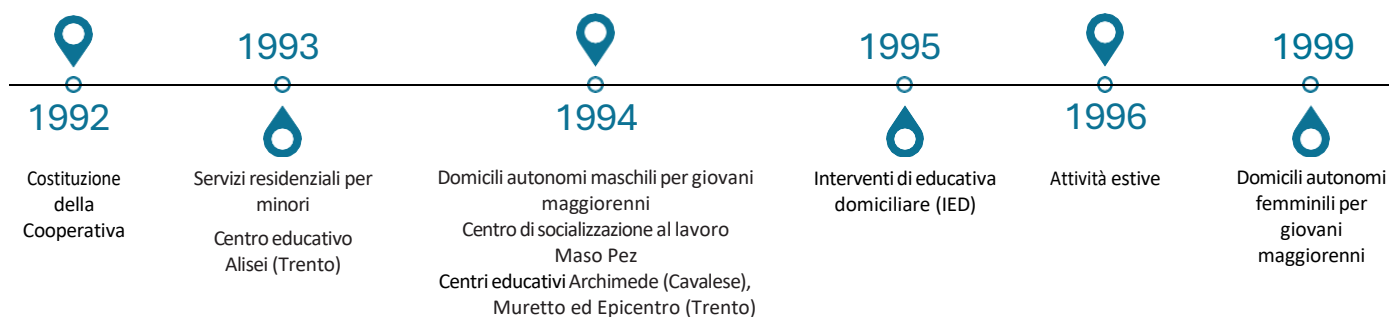 1992
Costituzione
della
Cooperativa
1993
Servizi residenziali per
minori
Centro educativo
Alisei (Trento)
1994
Domicili autonomi maschili per giovani
maggiorenni
Centro di socializzazione al lavoro
Maso Pez
Centri educativi Archimede (Cavalese),
Muretto ed Epicentro (Trento)
1995
Interventi di educativa
domiciliare (IED)
1996
Attività estive
1999
Domicili autonomi
femminili per
giovani
maggiorenni